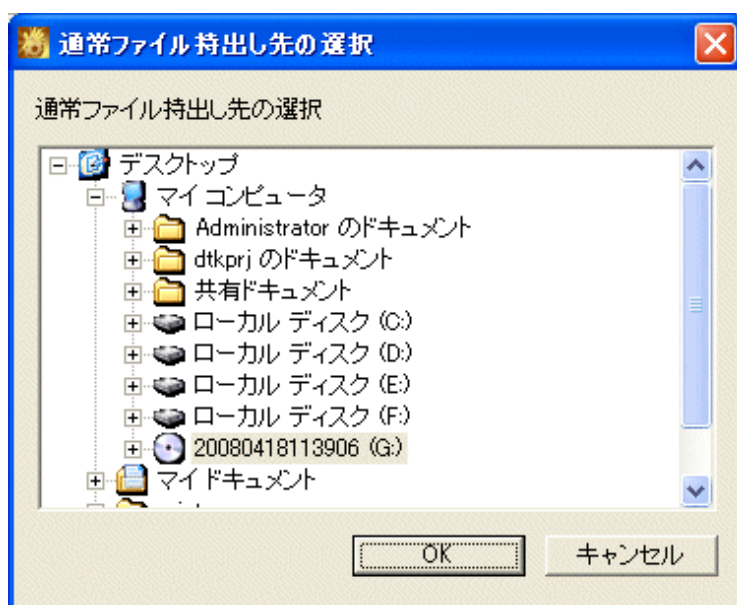 通常ファイル持出し先の選択
通常ファイル持出し先の選択
デスクトップ
マイ コンピュータ
Administrator のドキュメント
dtkprj のドキュメント
共有ドキュメント
ローカル ディスク (C:)
ローカル ディスク (D:)
ローカル ディスク (E:)
ローカル ディスク (F:)
20080418113906 (G:)
マイ ドキュメント
OK キャンセル